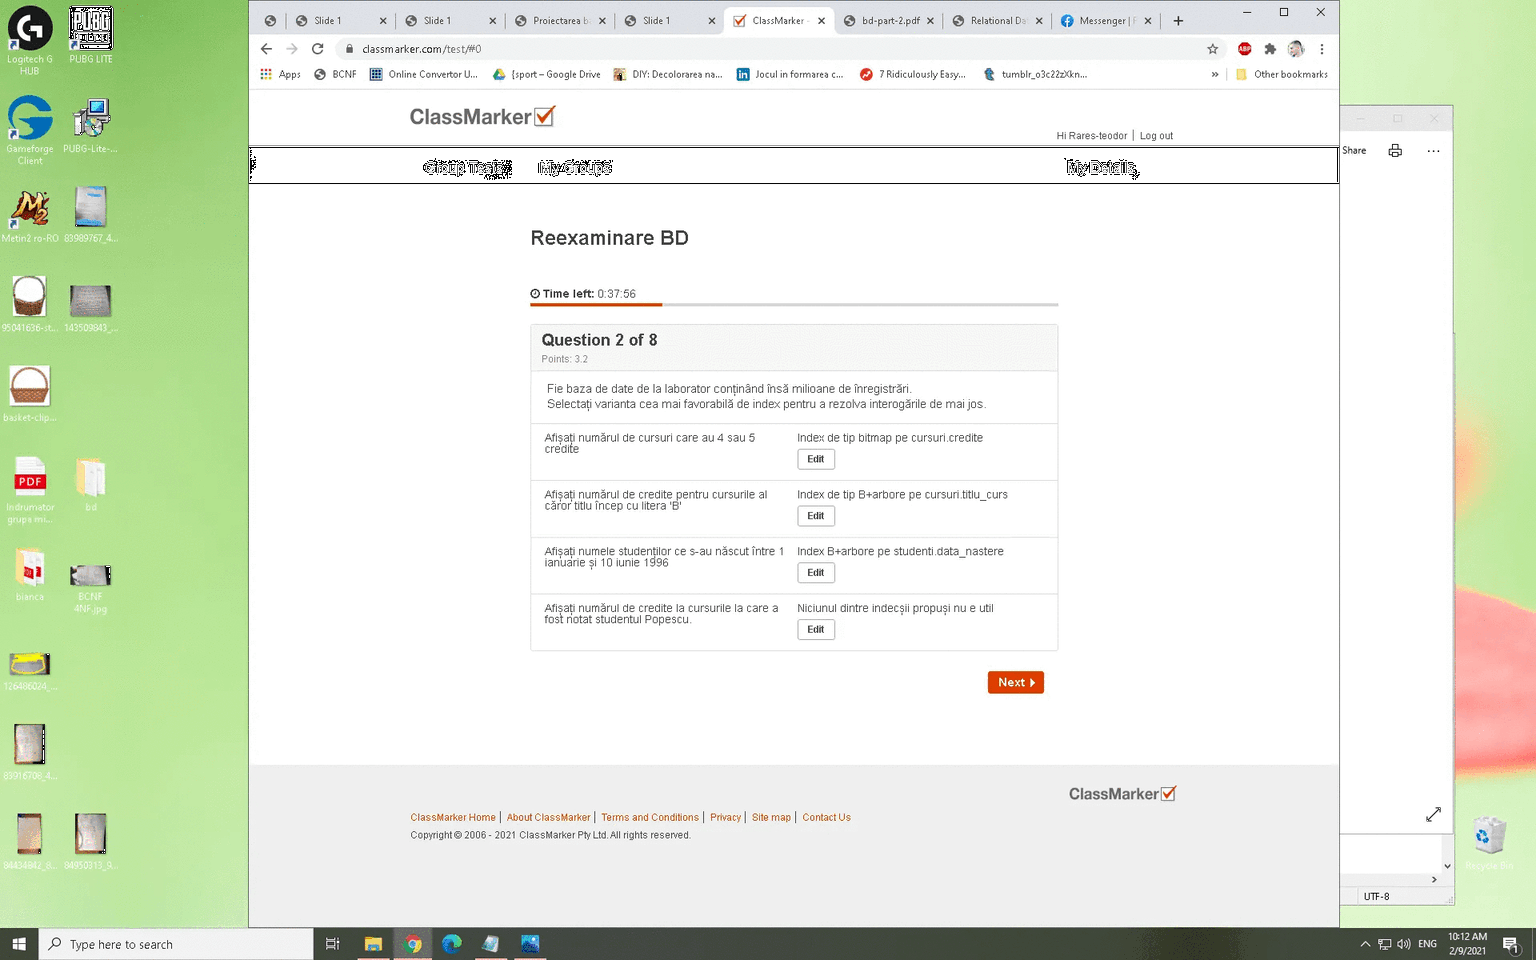 Logitech G HUB
PUBG LITE
Gameforge Client
PUBG-Lite-...
Metin2 ro-RO
83989767_4...
95041636-st...
143509843_...
basket-clip...
Indrumator grupa imi...
bd
bianca
BCNF 4NF.jpg
126486024_...
83916708_4...
84434842_8...
84950313_9...
Slide 1
Slide 1
Proiectarea b
Slide 1
ClassMarker
bd-part-2.pdf
Relational Da
Messenger |
classmarker.com/test/#0
ABP
Apps
BCNF
Online Convertor U...
(sport – Google Drive
DIY: Decolorarea na...
Jocul in formarea c...
7 Ridiculously Easy...
tumblr_o3c22zXkn...
»
Other bookmarks
ClassMarker
Hi Rares-teodor | Log out
Group Tests
My Groups
My Details
Reexaminare BD
Time left: 0:37:56
Question 2 of 8
Points: 3.2
Fie baza de date de la laborator conținând însă milioane de înregistrări.
Selectați varianta cea mai favorabilă de index pentru a rezolva interogările de mai jos.
Afișați numărul de cursuri care au 4 sau 5
credite
Index de tip bitmap pe cursuri.credite
Edit
Afișați numărul de credite pentru cursurile al
căror titlu încep cu litera 'B'
Index de tip B+arbore pe cursuri.titlu_curs
Edit
Afișați numele studenților ce s-au născut între 1
ianuarie și 10 iunie 1996
Index B+arbore pe studenti.data_nastere
Edit
Afișați numărul de credite la cursurile la care a
fost notat studentul Popescu.
Niciunul dintre indecșii propuși nu e util
Edit
Next
ClassMarker
ClassMarker Home | About ClassMarker | Terms and Conditions | Privacy | Site map | Contact Us
Copyright © 2006 - 2021 ClassMarker Pty Ltd. All rights reserved.
Share
UTF-8
Recycle Bin
Type here to search
ENG
10:12 AM
2/9/2021
1